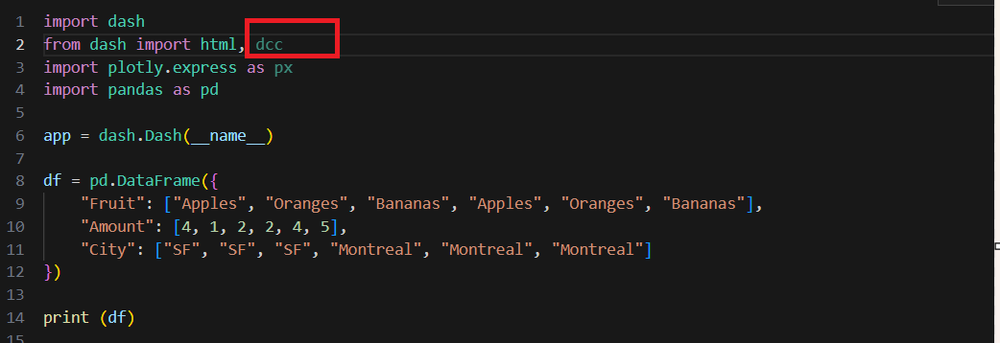 1 import dash
2 from dash import html, dcc
3 import plotly.express as px
4 import pandas as pd
5
6 app = dash.Dash(__name__)
7
8 df = pd.DataFrame({
9     "Fruit": ["Apples", "Oranges", "Bananas", "Apples", "Oranges", "Bananas"],
10     "Amount": [4, 1, 2, 2, 4, 5],
11     "City": ["SF", "SF", "SF", "Montreal", "Montreal", "Montreal"]
12 })
13
14 print (df)
15